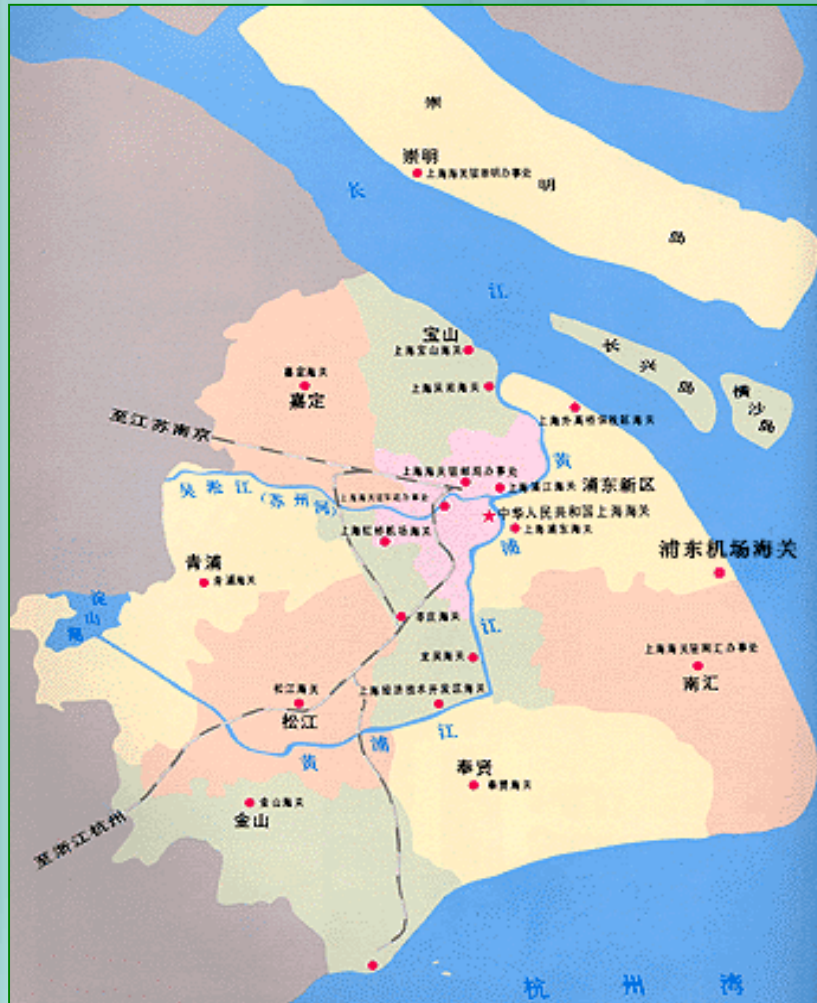 崇明岛
崇明
上海海关驻崇明办事处
长江
宝山
上海宝山海关
上海吴淞海关
嘉定海关
嘉定
长兴岛
横沙岛
上海外高桥保税区海关
至江苏南京
上海海关驻邮局办事处
黄浦江
上海浦江海关
浦东新区
吴淞江(苏州河)
中华人民共和国上海海关
上海浦东海关
上海虹桥机场海关
浦东机场海关
青浦
青浦海关
淀山湖
莘庄海关
上海海关驻南汇办事处
南汇
上海经济技术开发区海关
松江海关
松江
黄浦江
奉贤
奉贤海关
金山海关
金山
至浙江杭州
杭州湾